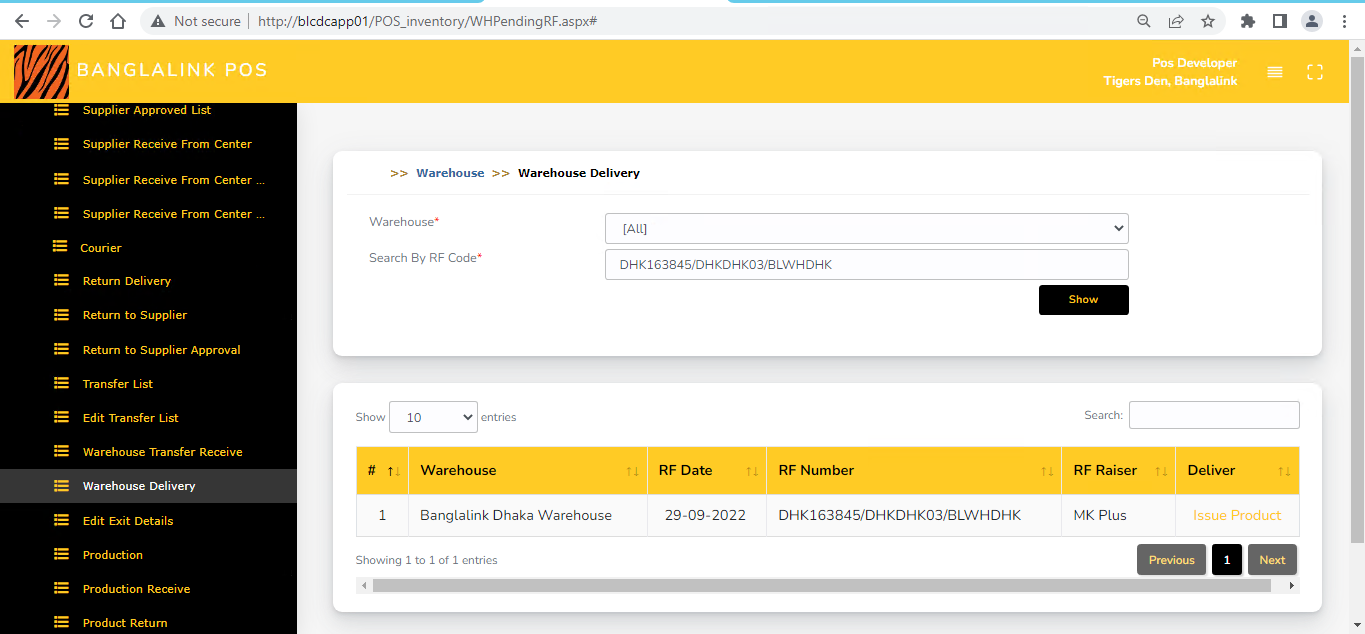 Not secure | http://blcdcapp01/POS_inventory/WHPendingRF.aspx#
BANGLALINK POS
Pos Developer
Tigers Den, Banglalink
Supplier Approved List
Supplier Receive From Center
Supplier Receive From Center ...
Supplier Receive From Center ...
Courier
Return Delivery
Return to Supplier
Return to Supplier Approval
Transfer List
Edit Transfer List
Warehouse Transfer Receive
Warehouse Delivery
Edit Exit Details
Production
Production Receive
Product Return
>> Warehouse >> Warehouse Delivery
Warehouse* [All]
Search By RF Code* DHK163845/DHKDHK03/BLWHDHK
Show
Show 10 entries Search:
# Warehouse RF Date RF Number RF Raiser Deliver
1 Banglalink Dhaka Warehouse 29-09-2022 DHK163845/DHKDHK03/BLWHDHK MK Plus Issue Product
Showing 1 to 1 of 1 entries Previous 1 Next